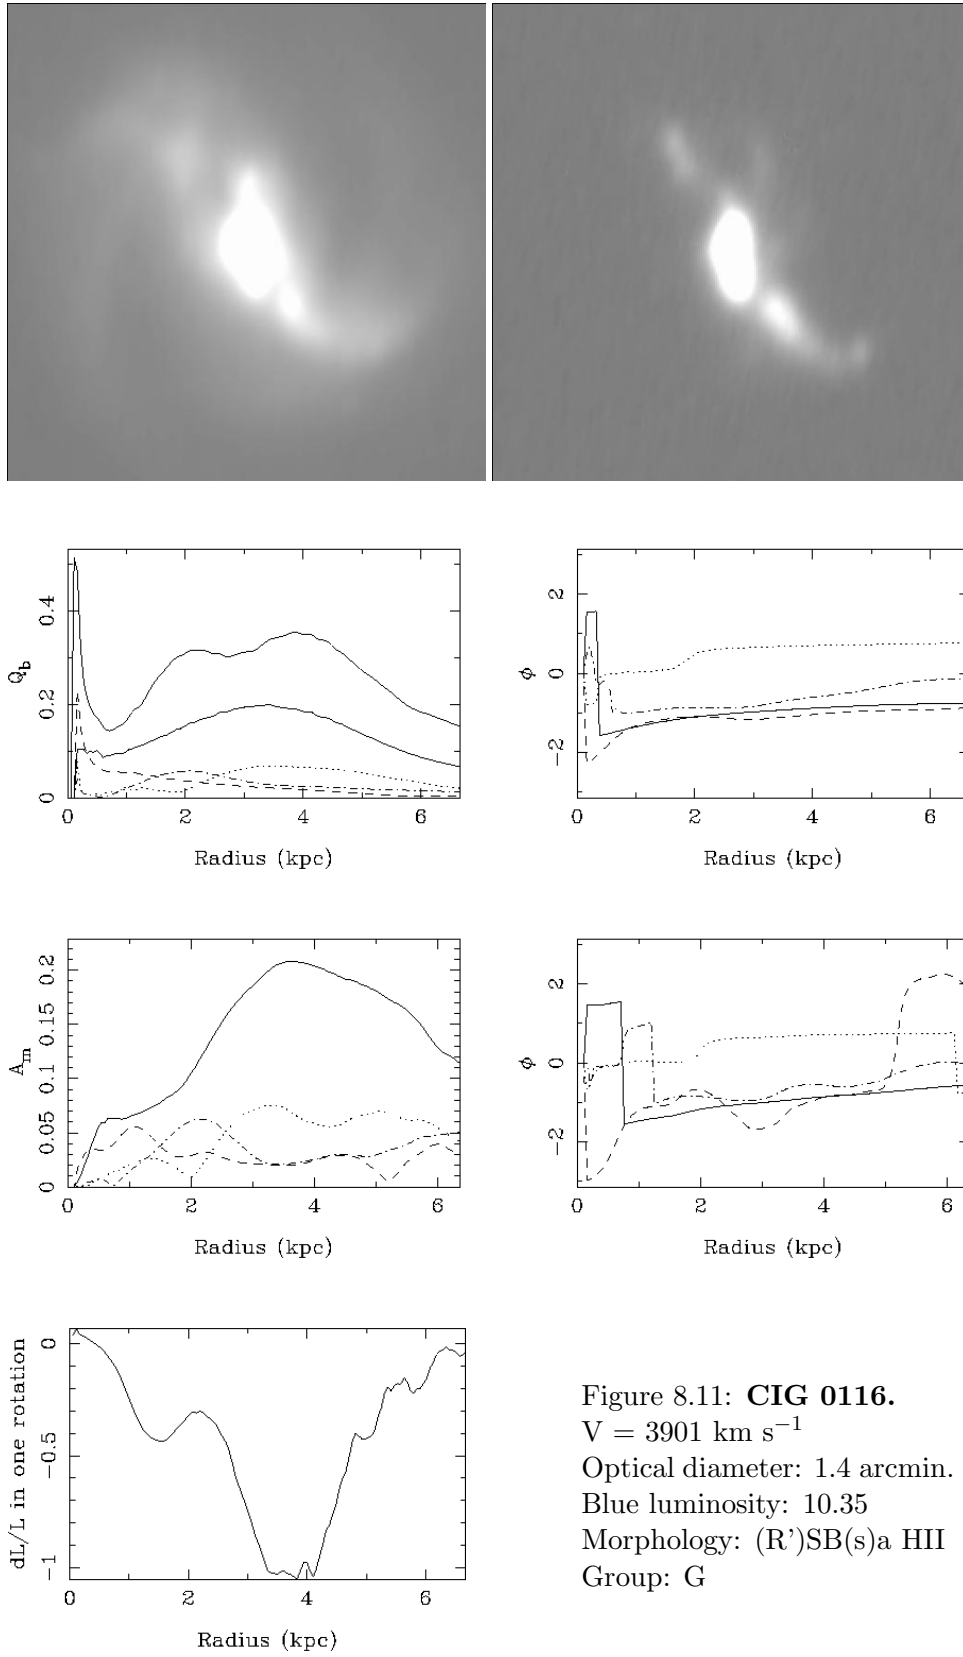 0.4
0.2
0
Q_b
0 2 4 6
Radius (kpc)
2
0
−2
ϕ
0 2 4 6
Radius (kpc)
0.2
0.15
0.1
0.05
0
A_m
0 2 4 6
Radius (kpc)
2
0
−2
ϕ
0 2 4 6
Radius (kpc)
0
−0.5
−1
dL/L in one rotation
0 2 4 6
Radius (kpc)
Figure 8.11: CIG 0116.
V = 3901 km s⁻¹
Optical diameter: 1.4 arcmin.
Blue luminosity: 10.35
Morphology: (R')SB(s)a HII
Group: G